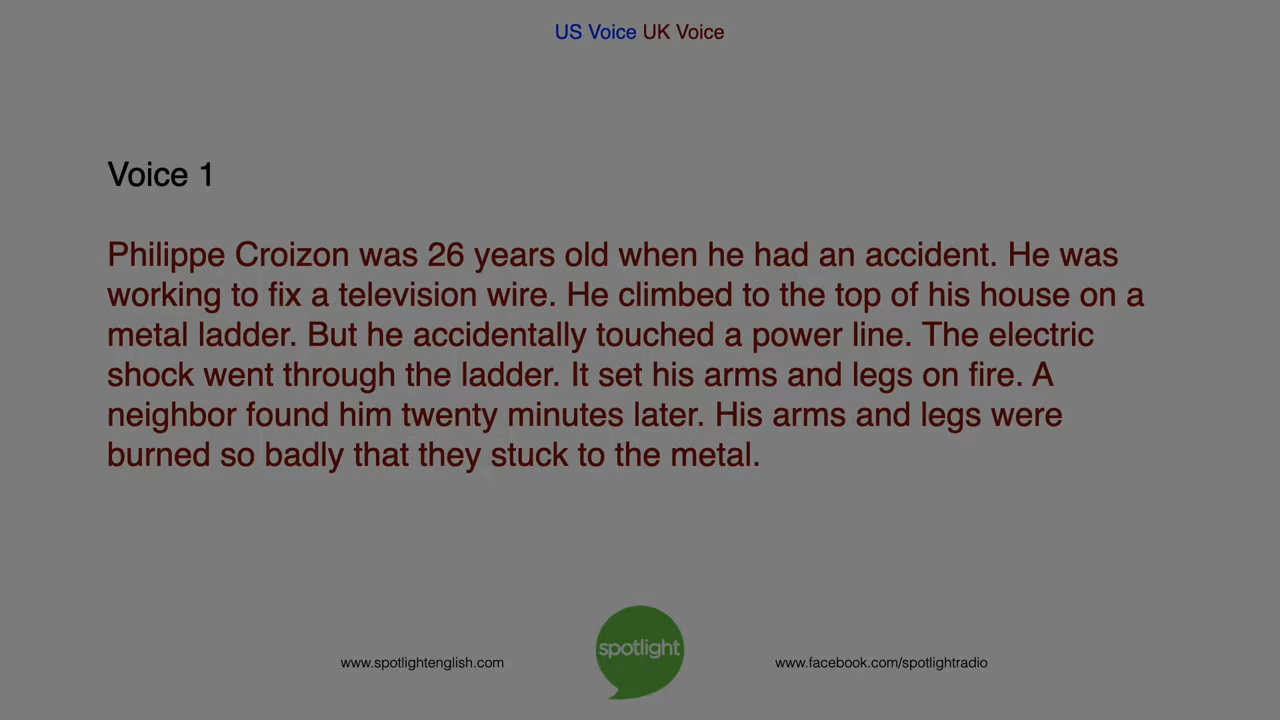 US Voice UK Voice
Voice 1
Philippe Croizon was 26 years old when he had an accident. He was
working to fix a television wire. He climbed to the top of his house on a
metal ladder. But he accidentally touched a power line. The electric
shock went through the ladder. It set his arms and legs on fire. A
neighbor found him twenty minutes later. His arms and legs were
burned so badly that they stuck to the metal.
www.spotlightenglish.com
spotlight
www.facebook.com/spotlightradio